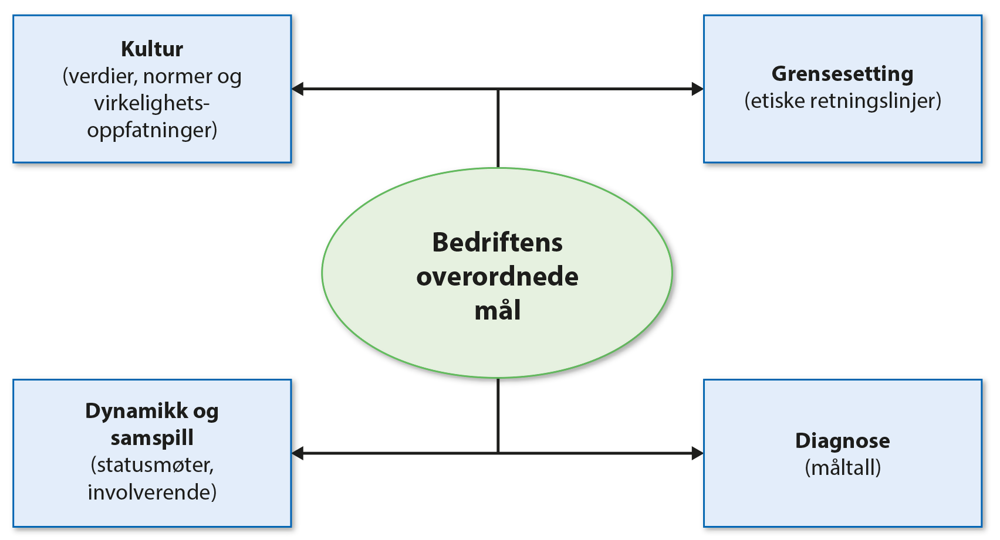 Kultur
(verdier, normer og
virkelighets-
oppfatninger)
Grensesetting
(etiske retningslinjer)
Bedriftens
overordnede
mål
Dynamikk og
samspill
(statusmøter,
involverende)
Diagnose
(måltall)